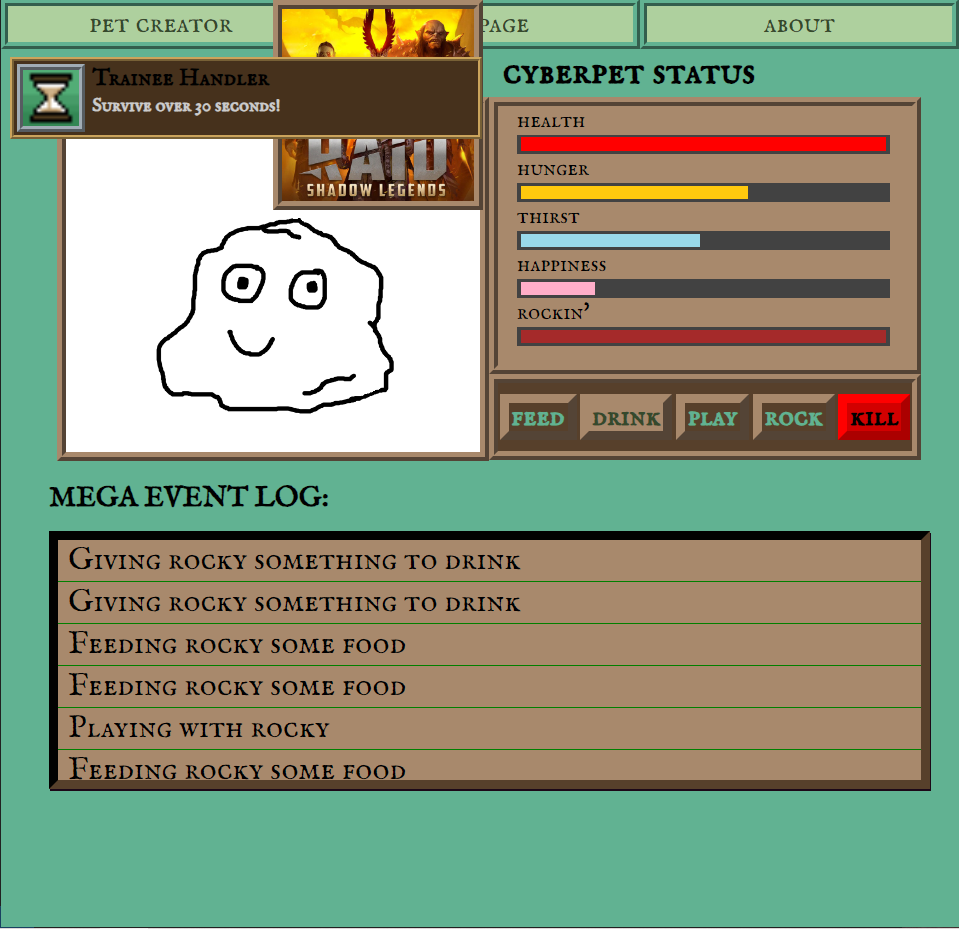 PET CREATOR
PAGE
ABOUT
Trainee Handler
Survive over 30 seconds!
RAID
SHADOW LEGENDS
CYBERPET STATUS
HEALTH
HUNGER
THIRST
HAPPINESS
ROCKIN’
FEED
DRINK
PLAY
ROCK
KILL
MEGA EVENT LOG:
Giving rocky something to drink
Giving rocky something to drink
Feeding rocky some food
Feeding rocky some food
Playing with rocky
Feeding rocky some food